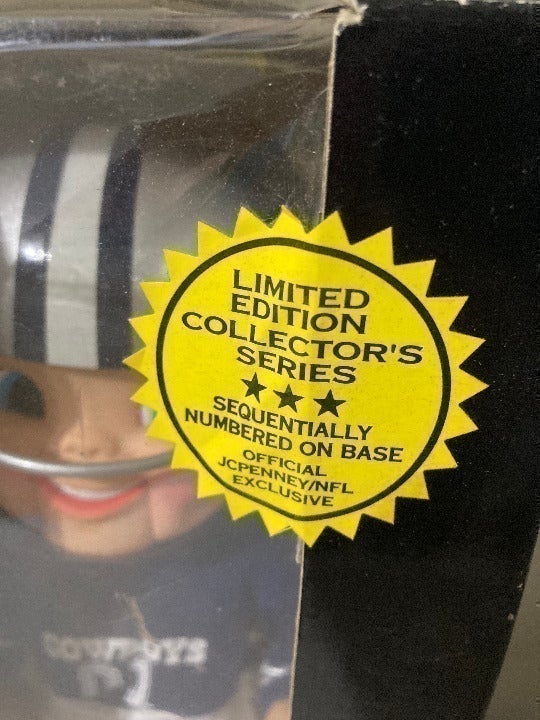 LIMITED
EDITION
COLLECTOR'S
SERIES
★★★
SEQUENTIALLY
NUMBERED ON BASE
OFFICIAL
JCPENNEY/NFL
EXCLUSIVE
COWBOYS